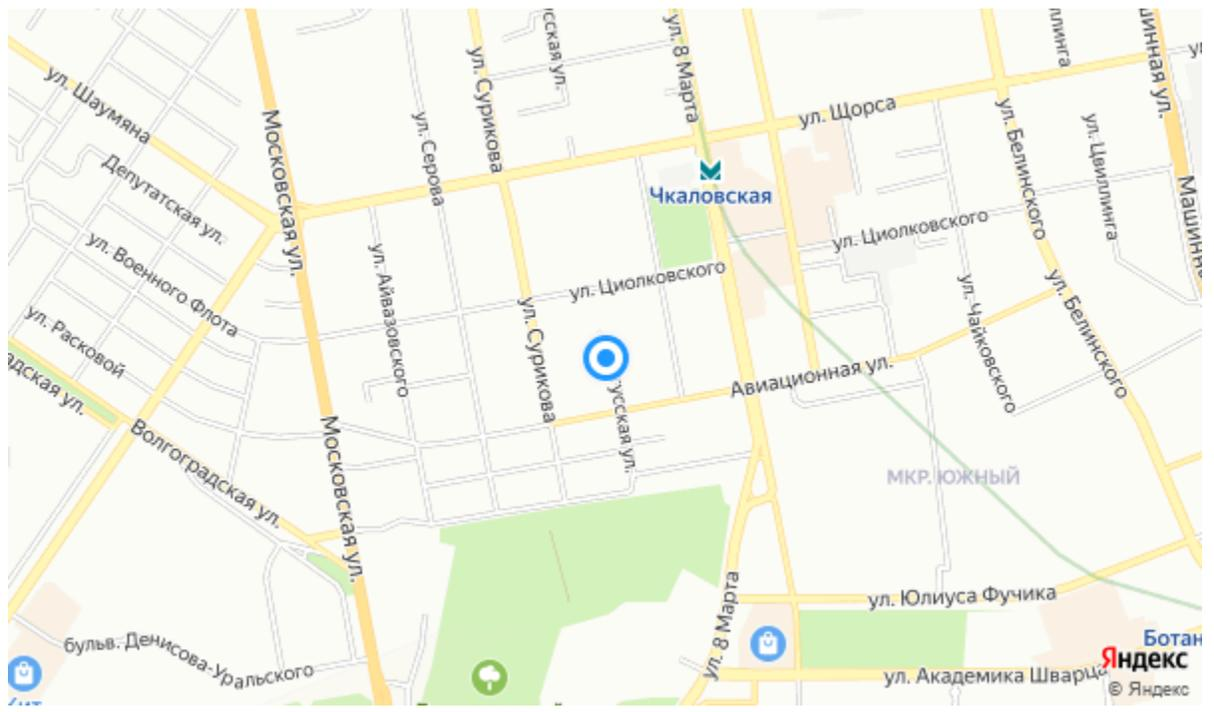 ул. 8 Марта
ул. Шаумяна
ул. Сурикова
ул. Щорса
Машинная ул.
Московская ул.
ул. Серова
ул. Белинского
ул. Цвиллинга
Депутатская ул.
Чкаловская
ул. Военного Флота
ул. Айвазовского
ул. Циолковского
ул. Циолковского
ул. Расковой
ул. Сурикова
ул. Чайковского
ул. Белинского
Авиационная ул.
Волгоградская ул.
Московская ул.
МКР. ЮЖНЫЙ
ул. Юлиуса Фучика
ул. 8 Марта
бульв. Денисова-Уральского
ул. Академика Шварца
Яндекс
© Яндекс